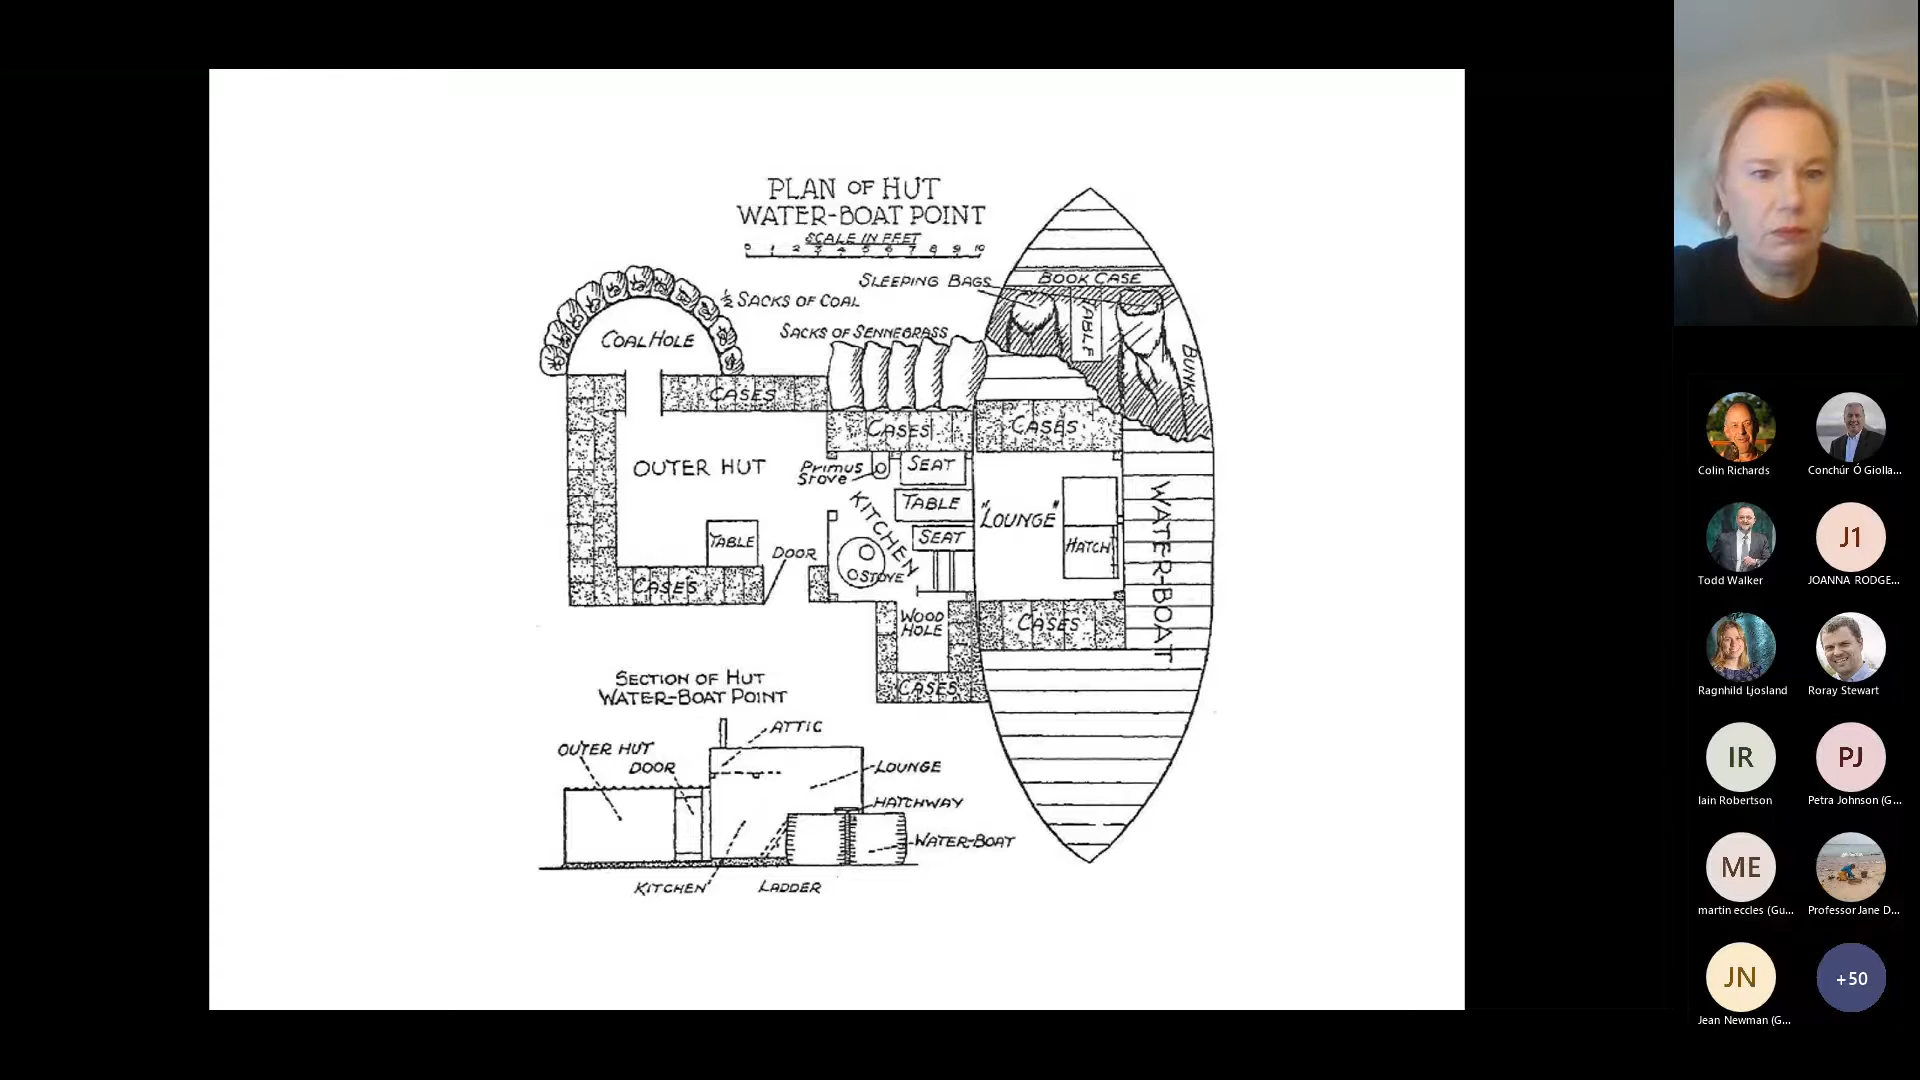 PLAN OF HUT
WATER-BOAT POINT
SCALE IN FEET
0 1 2 3 4 5 6 7 8 9 10
SLEEPING BAGS
BOOK CASE
½ SACKS OF COAL
TABLE
SACKS OF SENNEGRASS
COAL HOLE
BUNK
CASES
CASES
CASES
OUTER HUT
PRIMUS
STOVE
SEAT
KITCHEN
TABLE
"LOUNGE"
WATER-BOAT
SEAT
HATCH
TABLE
DOOR
STOVE
CASES
WOOD
HOLE
CASES
CASES
SECTION OF HUT
WATER-BOAT POINT
ATTIC
OUTER HUT
DOOR
LOUNGE
HATCHWAY
WATER-BOAT
KITCHEN
LADDER
Colin Richards
Conchúr Ó Giolla...
J1
Todd Walker
JOANNA RODGE...
Ragnhild Ljosland
Roray Stewart
IR
PJ
Iain Robertson
Petra Johnson (G...
ME
martin eccles (Gu...
Professor Jane D...
JN
+50
Jean Newman (G...